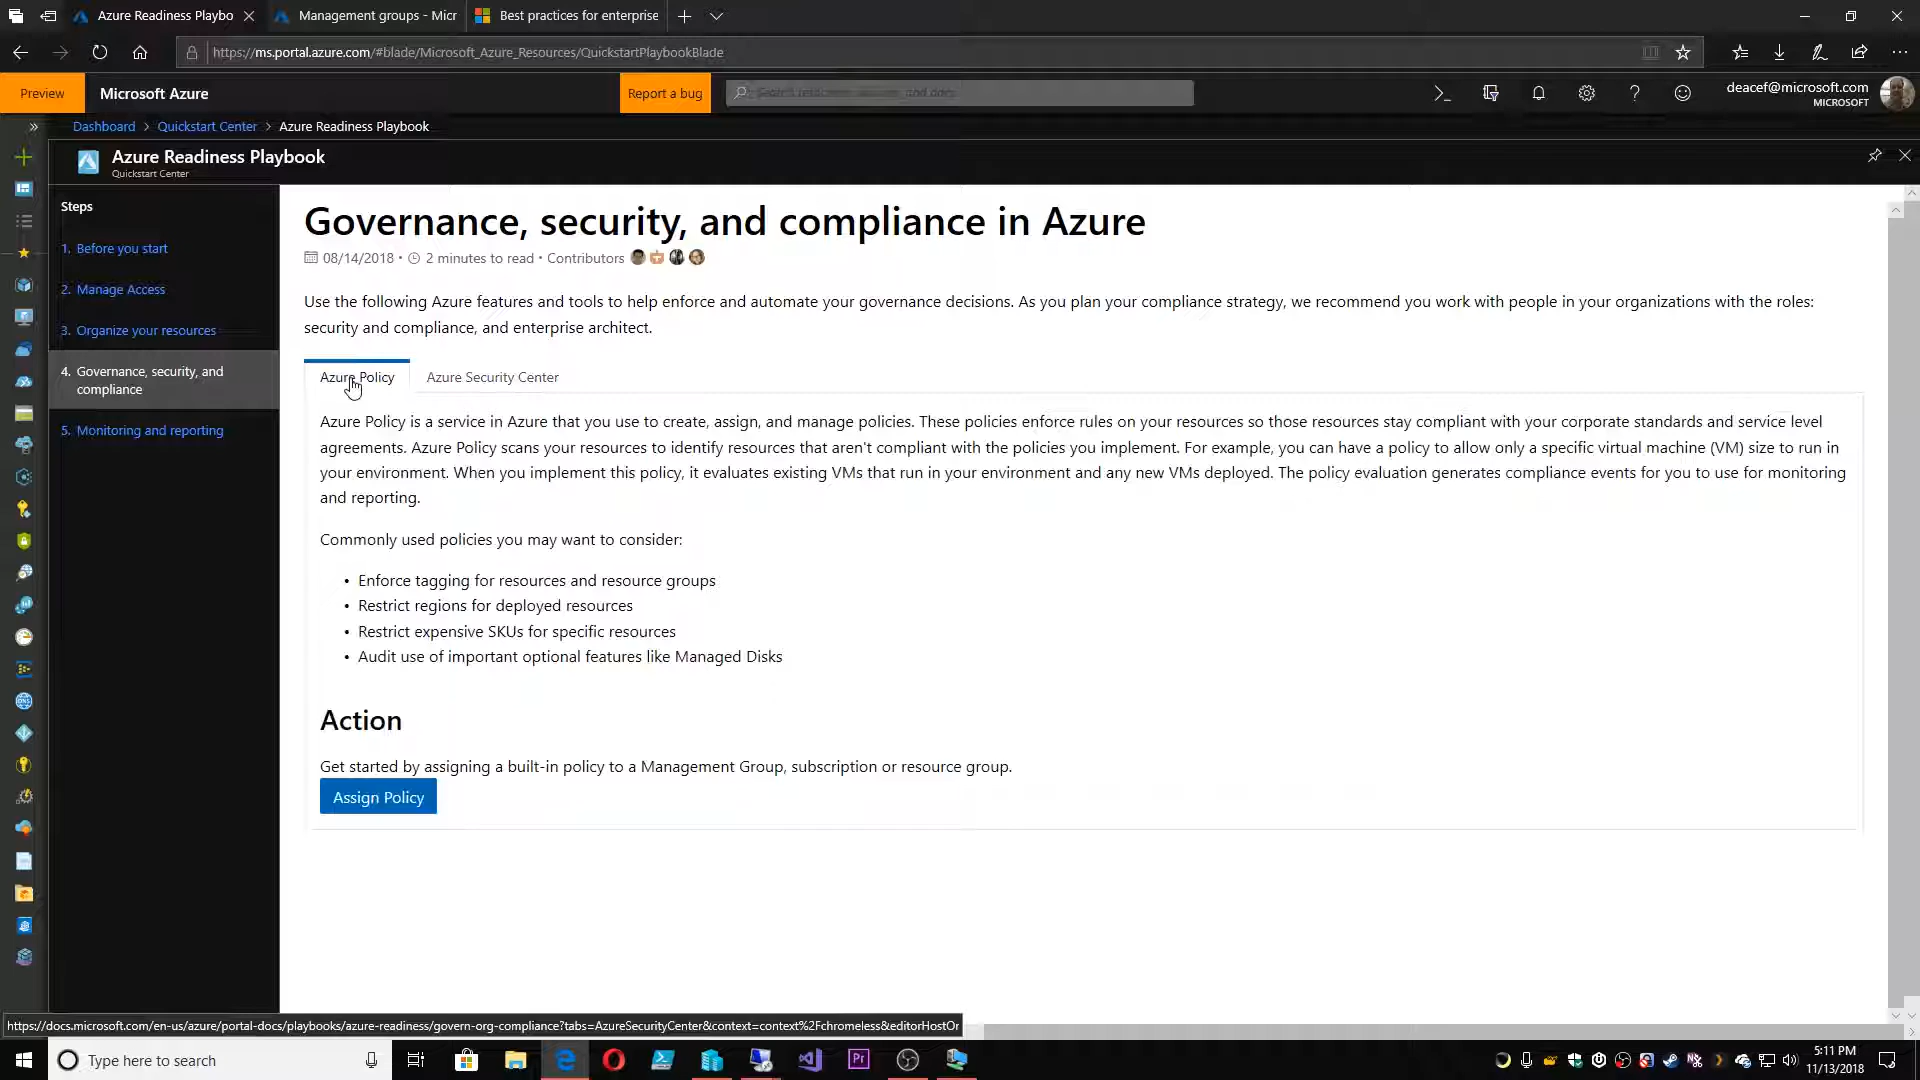 Azure Readiness Playbo
Management groups - Micr
Best practices for enterprise
https://ms.portal.azure.com/#blade/Microsoft_Azure_Resources/QuickstartPlaybookBlade
Preview
Microsoft Azure
Report a bug
Search resources, services, and docs
deacef@microsoft.com
MICROSOFT
Dashboard > Quickstart Center > Azure Readiness Playbook
Azure Readiness Playbook
Quickstart Center
Steps
1. Before you start
2. Manage Access
3. Organize your resources
4. Governance, security, and
compliance
5. Monitoring and reporting
Governance, security, and compliance in Azure
08/14/2018 • 2 minutes to read • Contributors
Use the following Azure features and tools to help enforce and automate your governance decisions. As you plan your compliance strategy, we recommend you work with people in your organizations with the roles:
security and compliance, and enterprise architect.
Azure Policy
Azure Security Center
Azure Policy is a service in Azure that you use to create, assign, and manage policies. These policies enforce rules on your resources so those resources stay compliant with your corporate standards and service level
agreements. Azure Policy scans your resources to identify resources that aren't compliant with the policies you implement. For example, you can have a policy to allow only a specific virtual machine (VM) size to run in
your environment. When you implement this policy, it evaluates existing VMs that run in your environment and any new VMs deployed. The policy evaluation generates compliance events for you to use for monitoring
and reporting.
Commonly used policies you may want to consider:
• Enforce tagging for resources and resource groups
• Restrict regions for deployed resources
• Restrict expensive SKUs for specific resources
• Audit use of important optional features like Managed Disks
Action
Get started by assigning a built-in policy to a Management Group, subscription or resource group.
Assign Policy
https://docs.microsoft.com/en-us/azure/portal-docs/playbooks/azure-readiness/govern-org-compliance?tabs=AzureSecurityCenter&context=context%2Fchromeless&editorHostOr
Type here to search
Pr
5:11 PM
11/13/2018